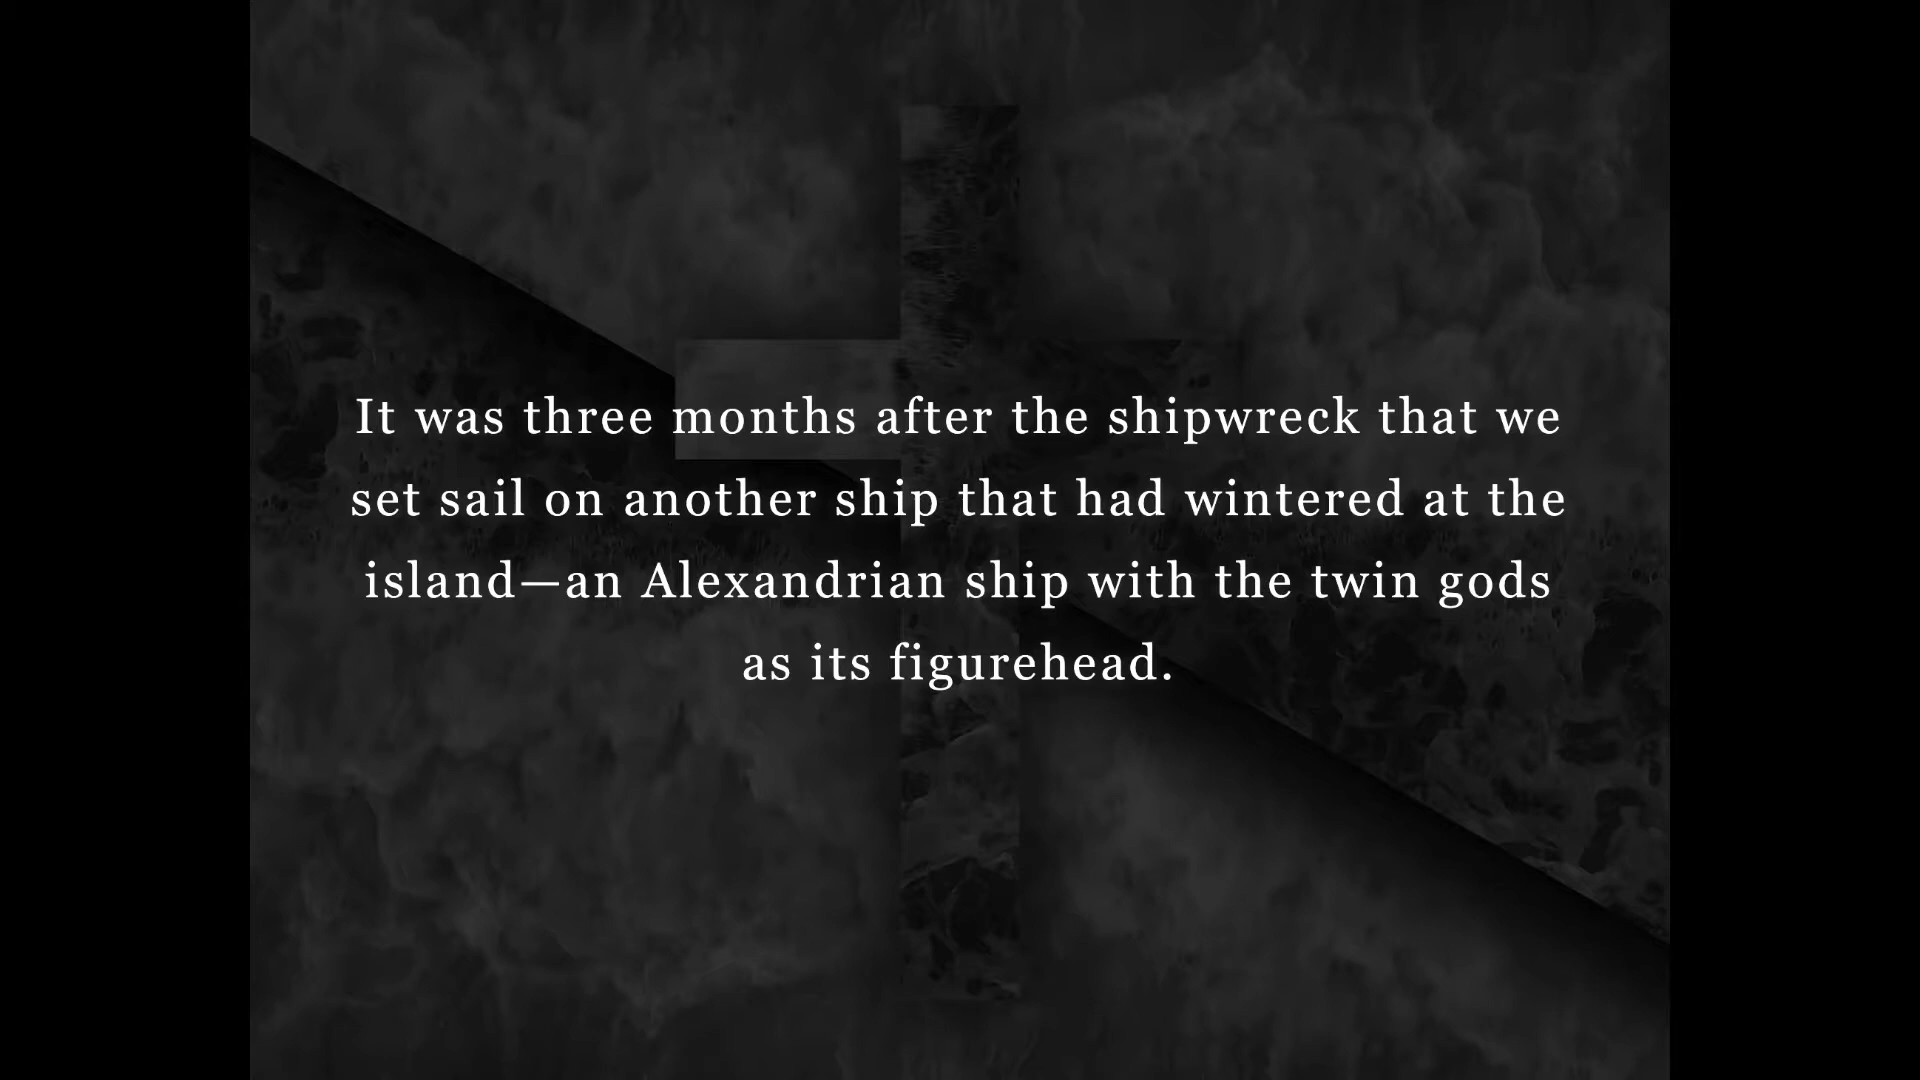 It was three months after the shipwreck that we
set sail on another ship that had wintered at the
island—an Alexandrian ship with the twin gods
as its figurehead.